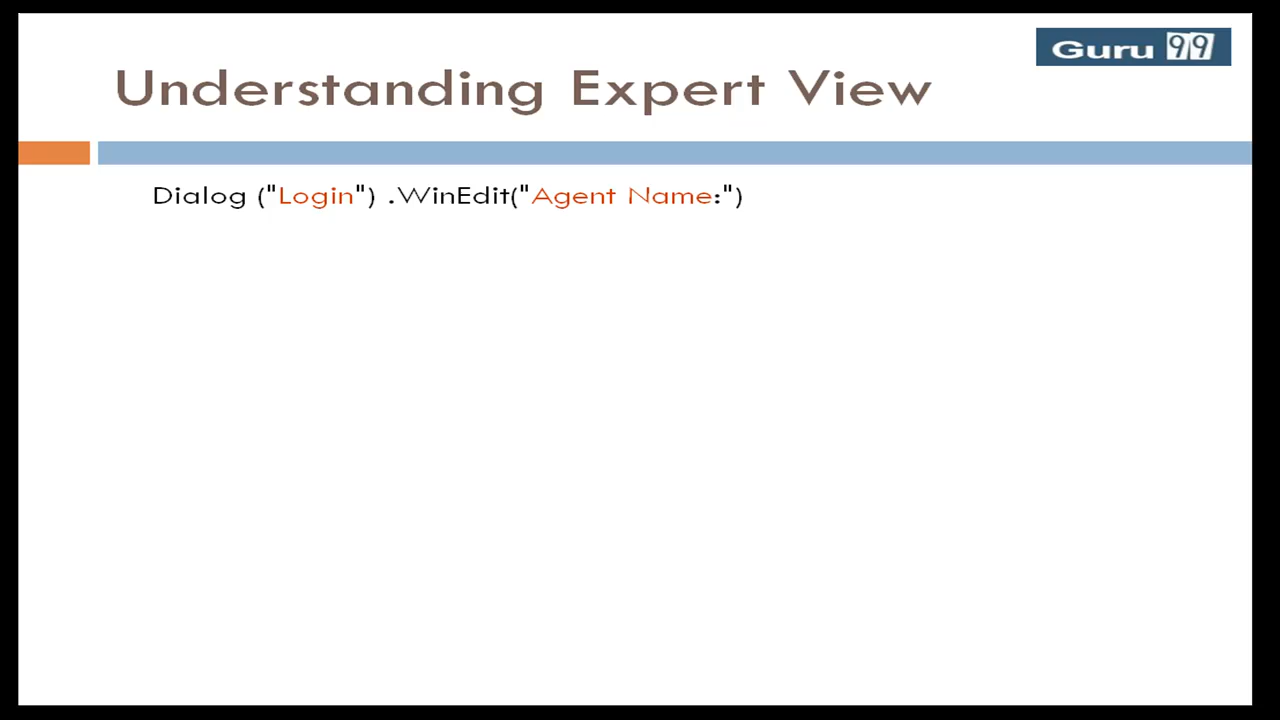 Guru 99
Understanding Expert View
Dialog ("Login") .WinEdit("Agent Name:")